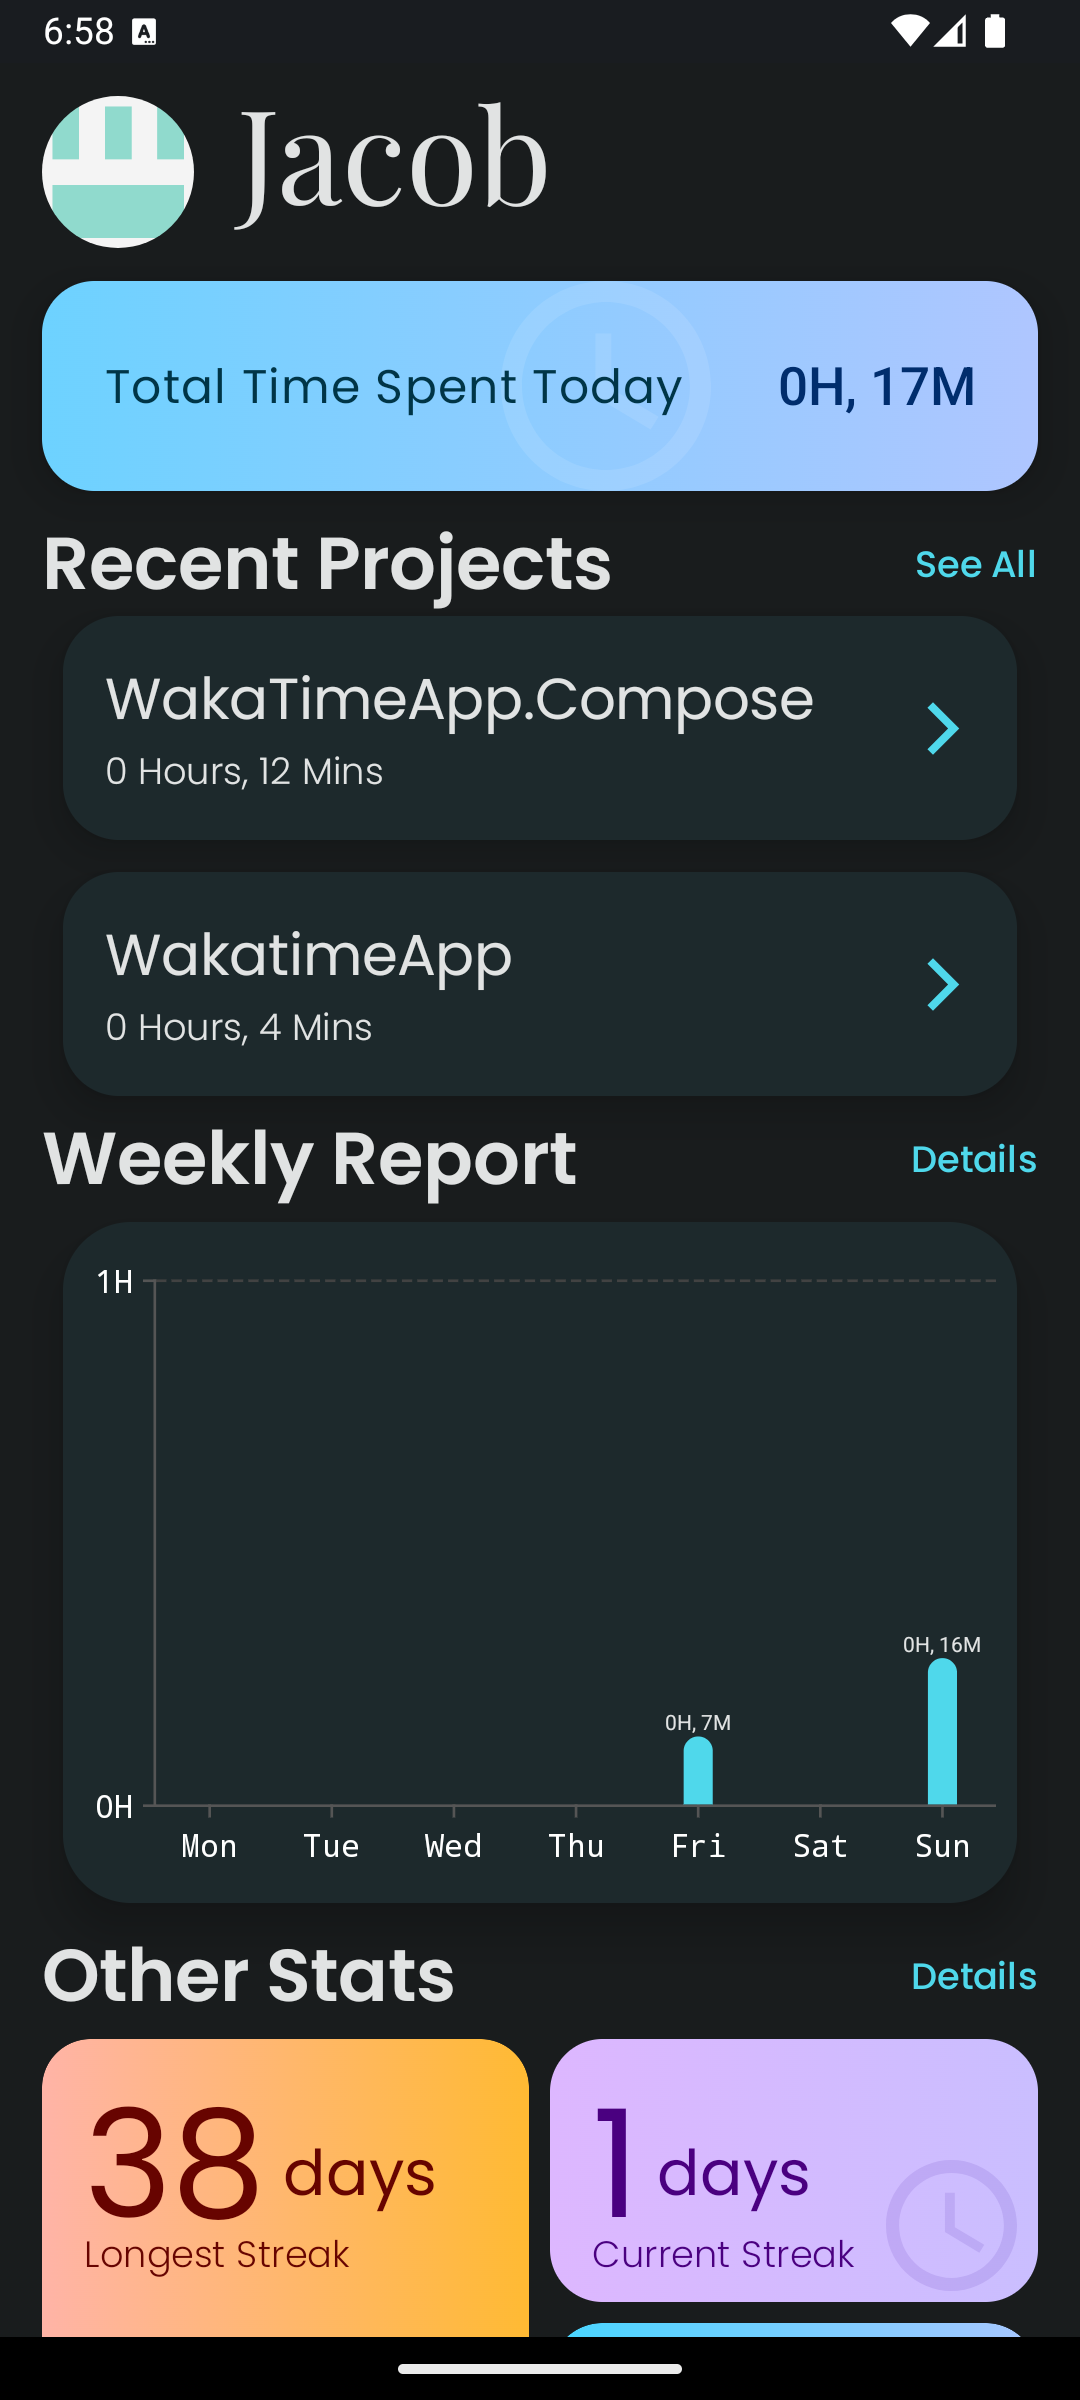 6:58
Jacob
Total Time Spent Today 0H, 17M
Recent Projects See All
WakaTimeApp.Compose
0 Hours, 12 Mins
WakatimeApp
0 Hours, 4 Mins
Weekly Report Details
1H
0H, 16M
0H, 7M
0H
Mon Tue Wed Thu Fri Sat Sun
Other Stats Details
38 days
Longest Streak
1 days
Current Streak